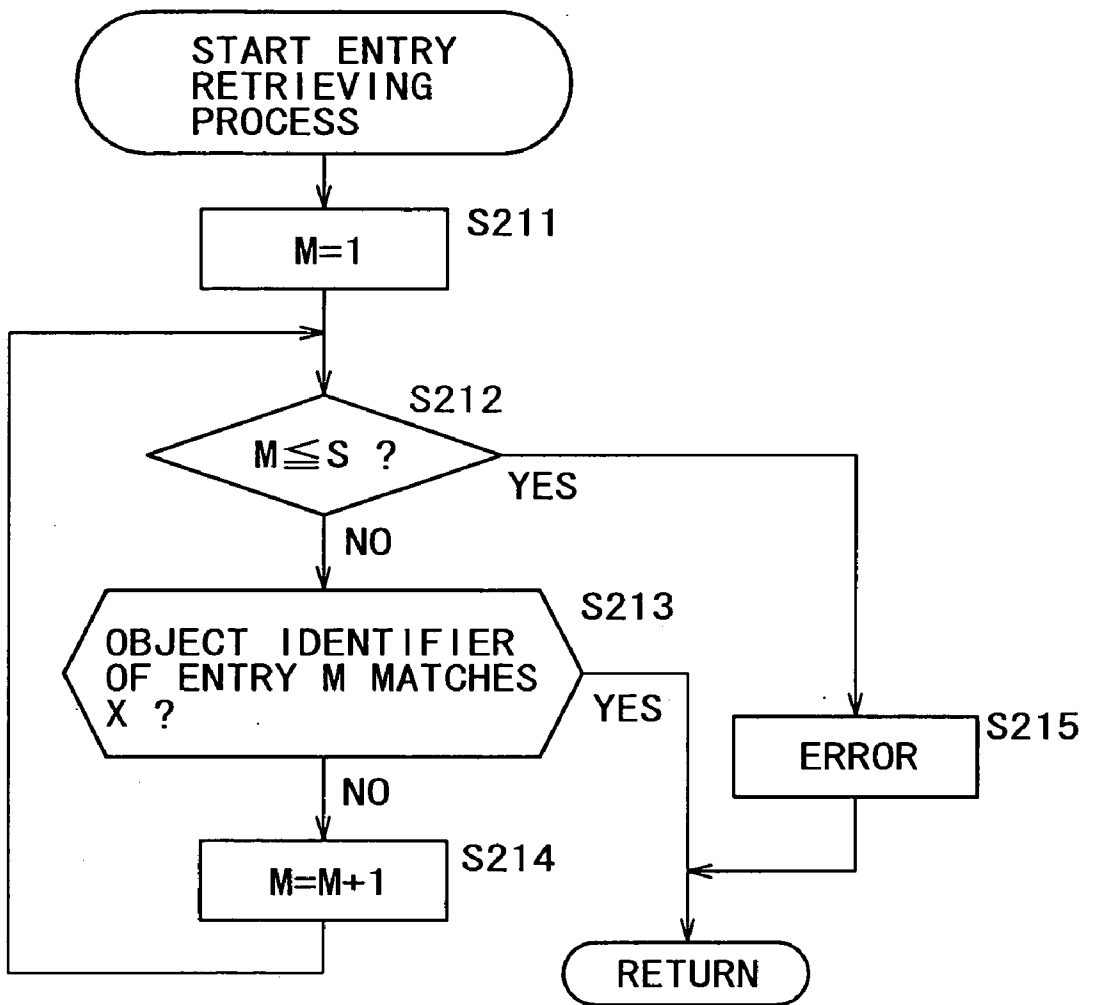 START ENTRY
RETRIEVING
PROCESS
S211
M=1
S212
M≦S ?
YES
NO
S213
OBJECT IDENTIFIER
OF ENTRY M MATCHES
X ?
YES
NO
S215
ERROR
S214
M=M+1
RETURN